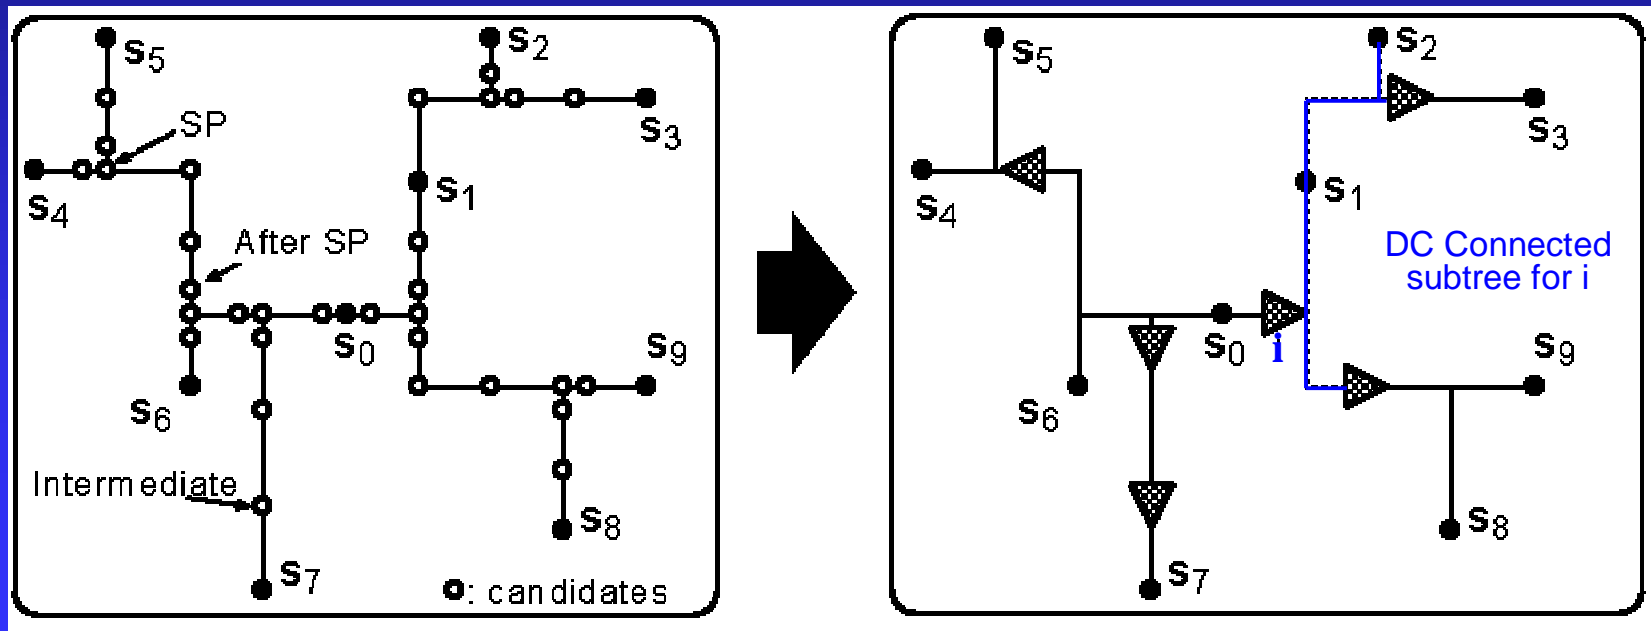 s5
s2
SP
s3
s4
s1
After SP
s0
s9
s6
Intermediate
s8
s7
: candidates
s5
s2
s3
s4
s1
DC Connected
subtree for i
s0
i
s9
s6
s8
s7